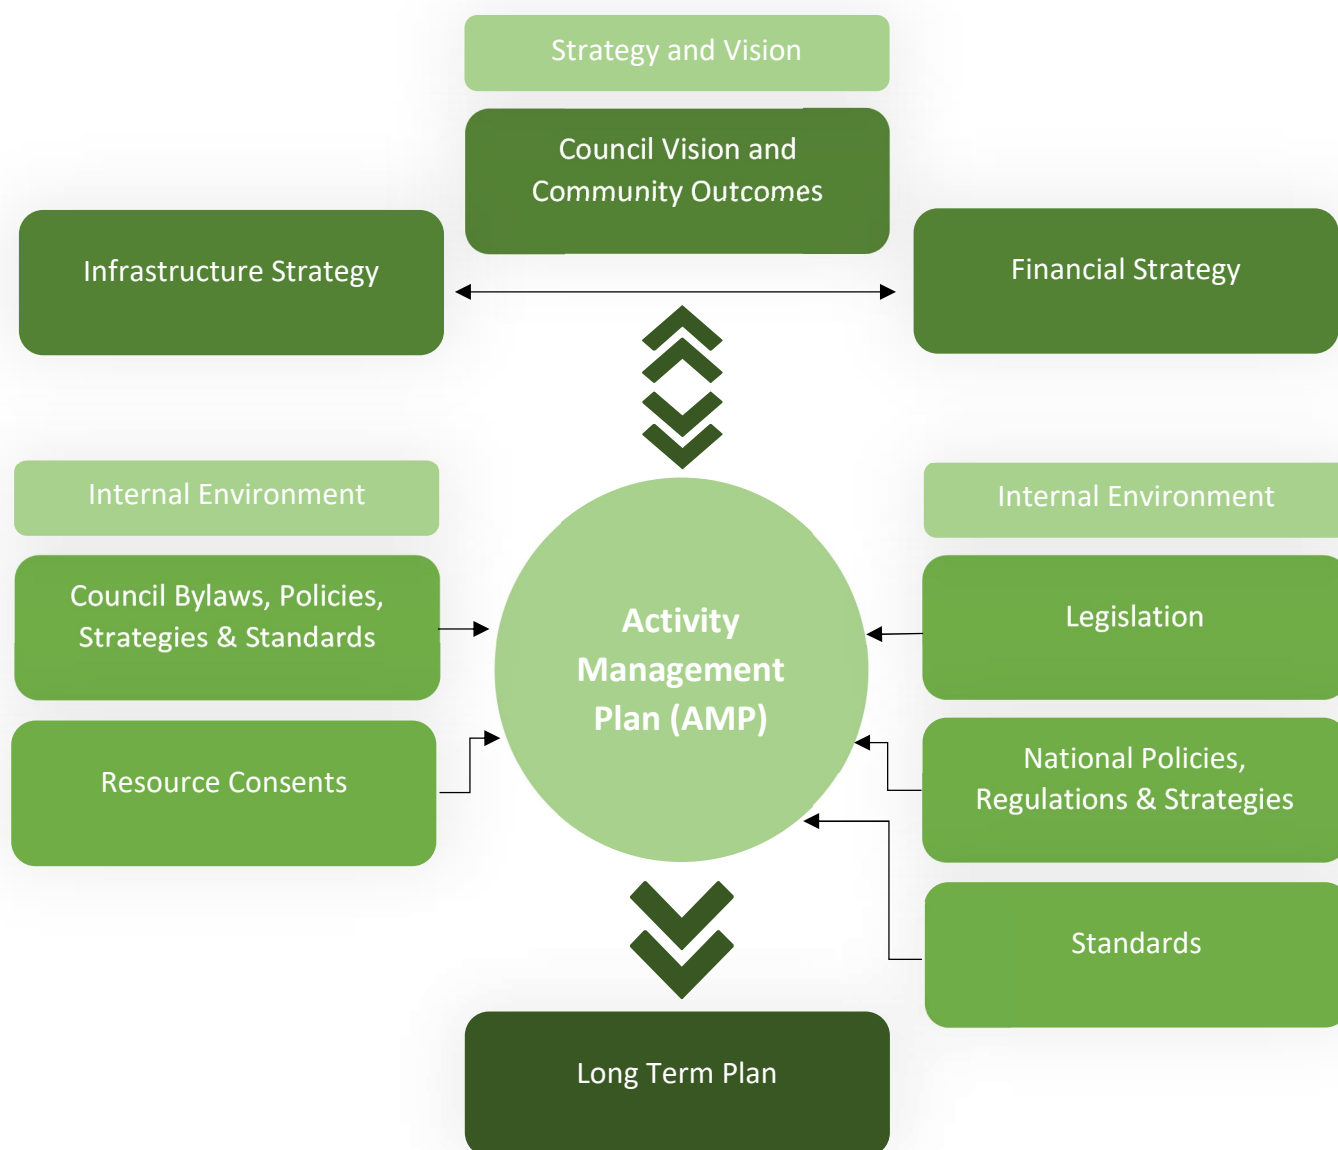 Strategy and Vision
Council Vision and
Community Outcomes
Infrastructure Strategy
Financial Strategy
Internal Environment
Council Bylaws, Policies,
Strategies & Standards
Resource Consents
Activity
Management
Plan (AMP)
Internal Environment
Legislation
National Policies,
Regulations & Strategies
Standards
Long Term Plan